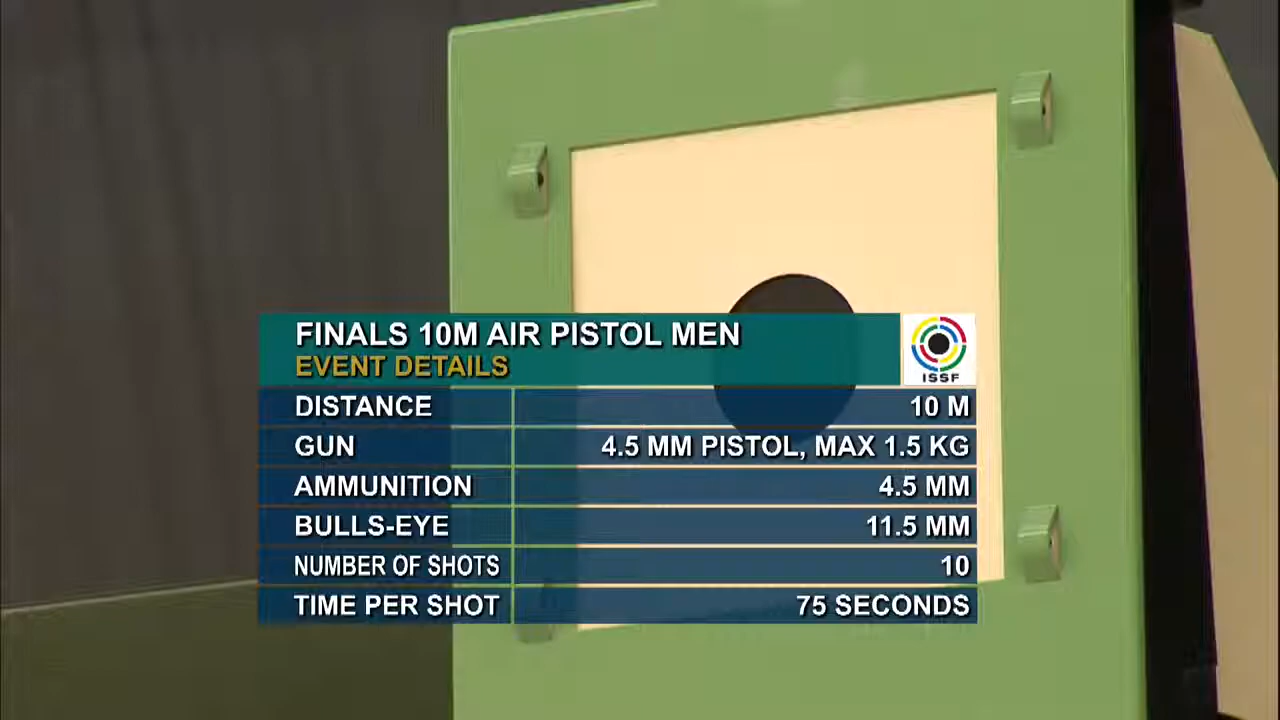 FINALS 10M AIR PISTOL MEN
EVENT DETAILS
ISSF
DISTANCE 10 M
GUN 4.5 MM PISTOL, MAX 1.5 KG
AMMUNITION 4.5 MM
BULLS-EYE 11.5 MM
NUMBER OF SHOTS 10
TIME PER SHOT 75 SECONDS